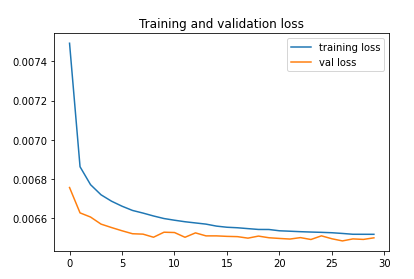 Training and validation loss
training loss
val loss
0.0074
0.0072
0.0070
0.0068
0.0066
0 5 10 15 20 25 30